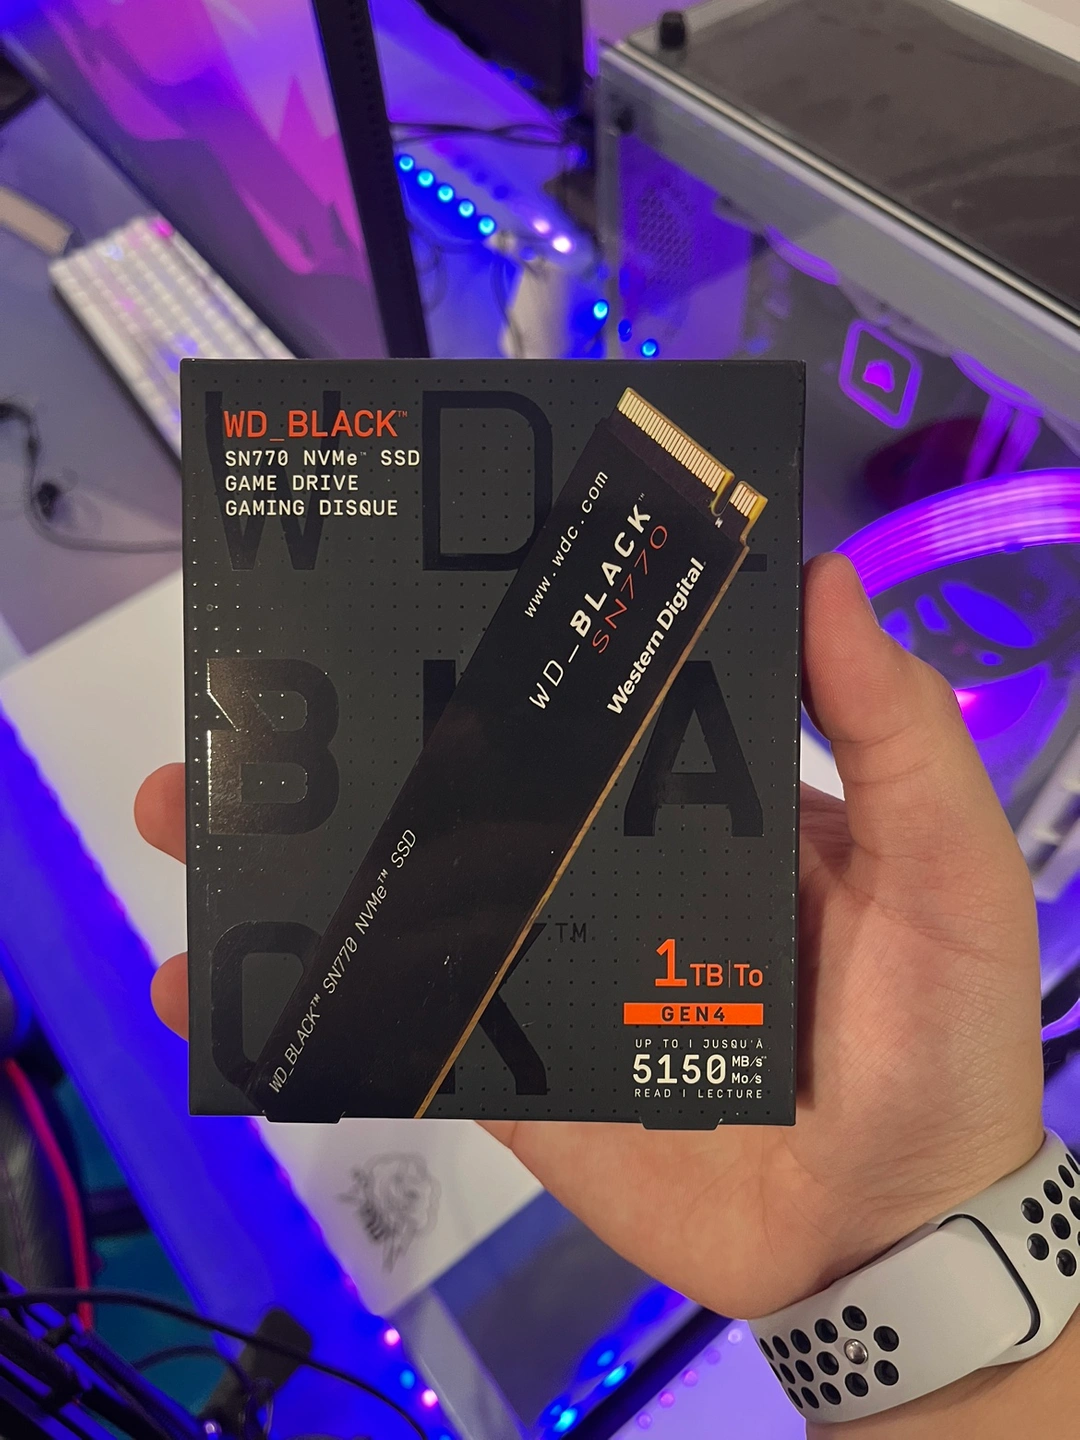 WD_BLACK™
SN770 NVMe™ SSD
GAME DRIVE
GAMING DISQUE
WD_BLACK™
www.wdc.com
WD_BLACK™
SN770
Western Digital
WD_BLACK™ SN770 NVMe™ SSD
1TB|To
GEN4
UP TO | JUSQU'À
5150 MB/s**
Mo/s
READ | LECTURE